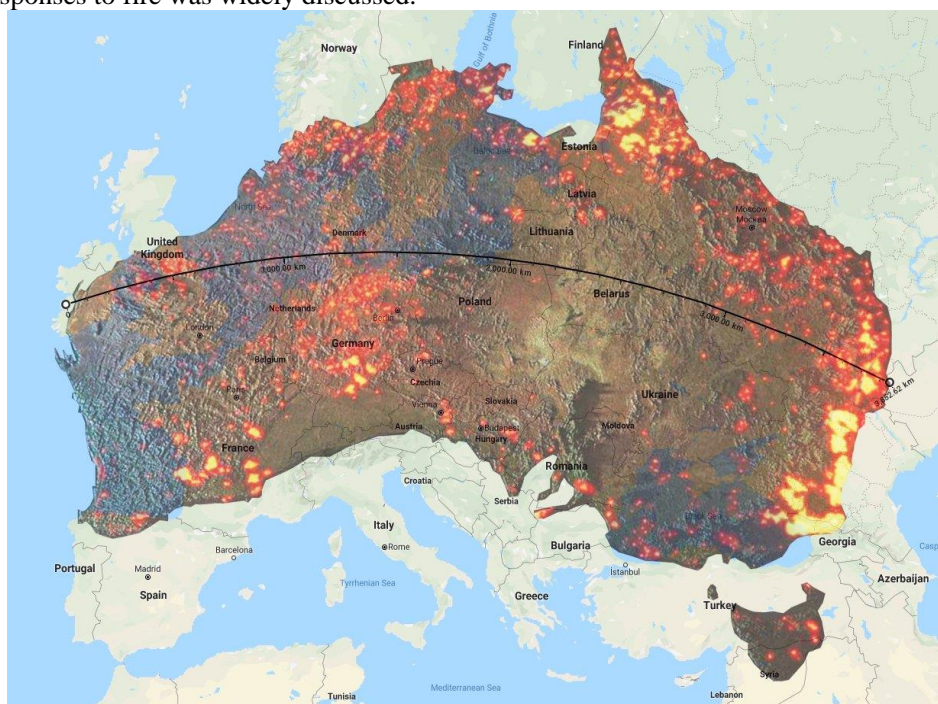 sponses to fire was widely discussed.
Norway
Finland
Gulf of Bothnia
Estonia
Latvia
Lithuania
Moscow
Москва
Denmark
United
Kingdom
1,000.00 km
2,000.00 km
Belarus
3,000.00 km
Netherlands
Poland
Berlin
London
Germany
Belgium
Prague
Czechia
Paris
Ukraine
Slovakia
Vienna
Austria
Budapest
Hungary
Moldova
France
Romania
Croatia
Serbia
Italy
Rome
Barcelona
Bulgaria
Georgia
Portugal
Madrid
Spain
Istanbul
Azerbaijan
Tyrrhenian Sea
Greece
Turkey
Syria
Mediterranean Sea
Tunisia
Lebanon